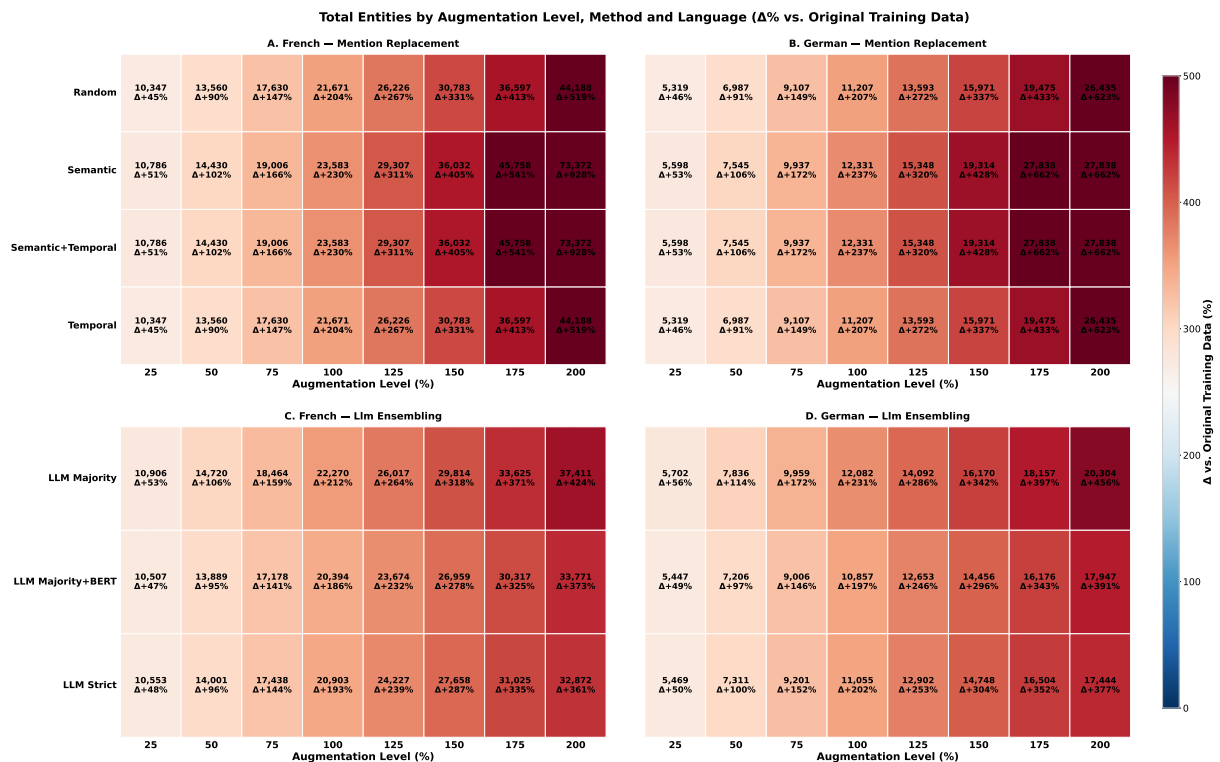 Total Entities by Augmentation Level, Method and Language (Δ% vs. Original Training Data)
A. French — Mention Replacement
Random
10,347 13,560 17,630 21,671 26,226 30,783 36,597 44,188
Δ+45% Δ+90% Δ+147% Δ+204% Δ+267% Δ+331% Δ+413% Δ+519%
Semantic
10,786 14,430 19,006 23,583 29,307 36,032 45,758 73,372
Δ+51% Δ+102% Δ+166% Δ+230% Δ+311% Δ+405% Δ+541% Δ+928%
Semantic+Temporal
10,786 14,430 19,006 23,583 29,307 36,032 45,758 73,372
Δ+51% Δ+102% Δ+166% Δ+230% Δ+311% Δ+405% Δ+541% Δ+928%
Temporal
10,347 13,560 17,630 21,671 26,226 30,783 36,597 44,188
Δ+45% Δ+90% Δ+147% Δ+204% Δ+267% Δ+331% Δ+413% Δ+519%
25 50 75 100 125 150 175 200
Augmentation Level (%)
B. German — Mention Replacement
5,319 6,987 9,107 11,207 13,593 15,971 19,475 26,435
Δ+46% Δ+91% Δ+149% Δ+207% Δ+272% Δ+337% Δ+433% Δ+623%
5,598 7,545 9,937 12,331 15,348 19,314 27,838 27,838
Δ+53% Δ+106% Δ+172% Δ+237% Δ+320% Δ+428% Δ+662% Δ+662%
5,598 7,545 9,937 12,331 15,348 19,314 27,838 27,838
Δ+53% Δ+106% Δ+172% Δ+237% Δ+320% Δ+428% Δ+662% Δ+662%
5,319 6,987 9,107 11,207 13,593 15,971 19,475 26,435
Δ+46% Δ+91% Δ+149% Δ+207% Δ+272% Δ+337% Δ+433% Δ+623%
25 50 75 100 125 150 175 200
Augmentation Level (%)
C. French — Llm Ensembling
LLM Majority
10,906 14,720 18,464 22,270 26,017 29,814 33,625 37,411
Δ+53% Δ+106% Δ+159% Δ+212% Δ+264% Δ+318% Δ+371% Δ+424%
LLM Majority+BERT
10,507 13,889 17,178 20,394 23,674 26,959 30,317 33,771
Δ+47% Δ+95% Δ+141% Δ+186% Δ+232% Δ+278% Δ+325% Δ+373%
LLM Strict
10,553 14,001 17,438 20,903 24,227 27,658 31,025 32,872
Δ+48% Δ+96% Δ+144% Δ+193% Δ+239% Δ+287% Δ+335% Δ+361%
25 50 75 100 125 150 175 200
Augmentation Level (%)
D. German — Llm Ensembling
5,702 7,836 9,959 12,082 14,092 16,170 18,157 20,304
Δ+56% Δ+114% Δ+172% Δ+231% Δ+286% Δ+342% Δ+397% Δ+456%
5,447 7,206 9,006 10,857 12,653 14,456 16,176 17,947
Δ+49% Δ+97% Δ+146% Δ+197% Δ+246% Δ+296% Δ+343% Δ+391%
5,469 7,311 9,201 11,055 12,902 14,748 16,504 17,444
Δ+50% Δ+100% Δ+152% Δ+202% Δ+253% Δ+304% Δ+352% Δ+377%
25 50 75 100 125 150 175 200
Augmentation Level (%)
500
400
300
200
100
0
Δ vs. Original Training Data (%)